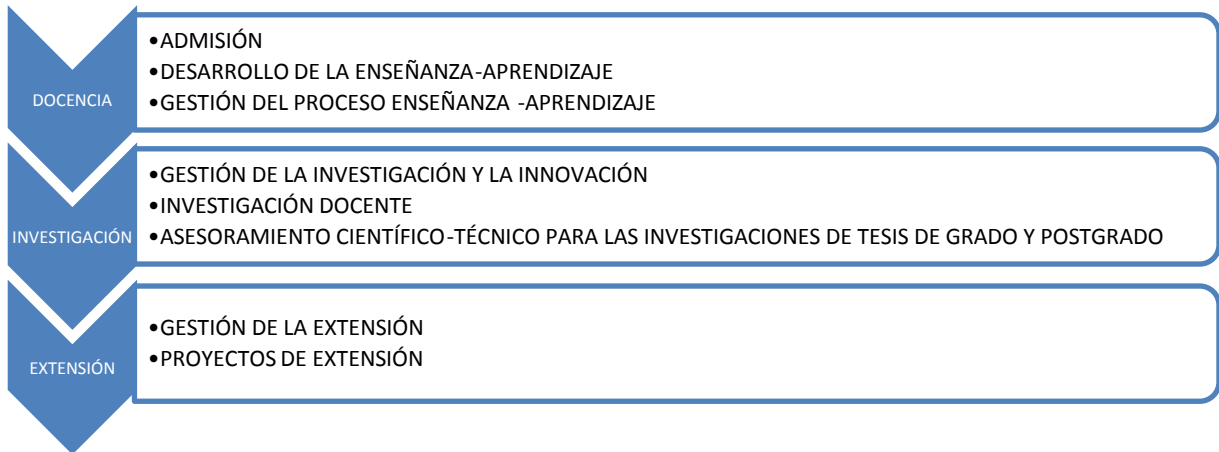 DOCENCIA
•ADMISIÓN
•DESARROLLO DE LA ENSEÑANZA-APRENDIZAJE
•GESTIÓN DEL PROCESO ENSEÑANZA -APRENDIZAJE
INVESTIGACIÓN
•GESTIÓN DE LA INVESTIGACIÓN Y LA INNOVACIÓN
•INVESTIGACIÓN DOCENTE
•ASESORAMIENTO CIENTÍFICO-TÉCNICO PARA LAS INVESTIGACIONES DE TESIS DE GRADO Y POSTGRADO
EXTENSIÓN
•GESTIÓN DE LA EXTENSIÓN
•PROYECTOS DE EXTENSIÓN